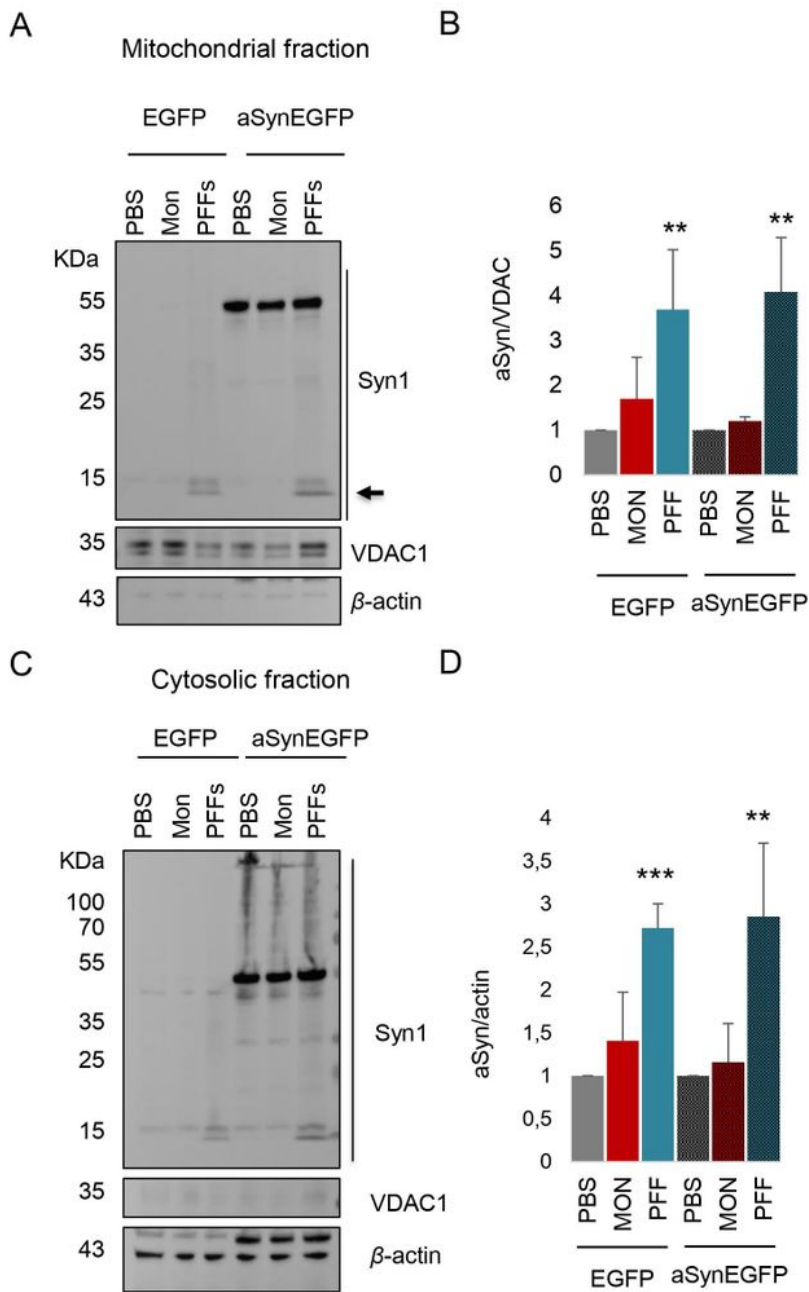 A
Mitochondrial fraction
EGFP aSynEGFP
PBS Mon PFFs PBS Mon PFFs
KDa
55
35
25
15
Syn1
35
VDAC1
43
β-actin
B
aSyn/VDAC
6
5
4
3
2
1
0
** **
PBS MON PFF PBS MON PFF
EGFP aSynEGFP
C
Cytosolic fraction
EGFP aSynEGFP
PBS Mon PFFs PBS Mon PFFs
KDa
100
70
55
35
25
15
Syn1
35
VDAC1
43
β-actin
D
aSyn/actin
4
3,5
3
2,5
2
1,5
1
0,5
0
*** **
PBS MON PFF PBS MON PFF
EGFP aSynEGFP